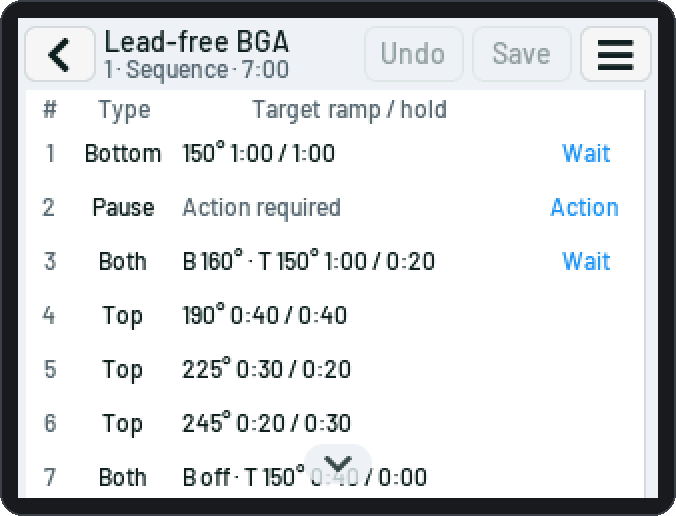 Lead-free BGA
1 · Sequence · 7:00
Undo
Save
# Type Target ramp / hold
1 Bottom 150° 1:00 / 1:00 Wait
2 Pause Action required Action
3 Both B 160° · T 150° 1:00 / 0:20 Wait
4 Top 190° 0:40 / 0:40
5 Top 225° 0:30 / 0:20
6 Top 245° 0:20 / 0:30
7 Both B off · T 150° 0:40 / 0:00